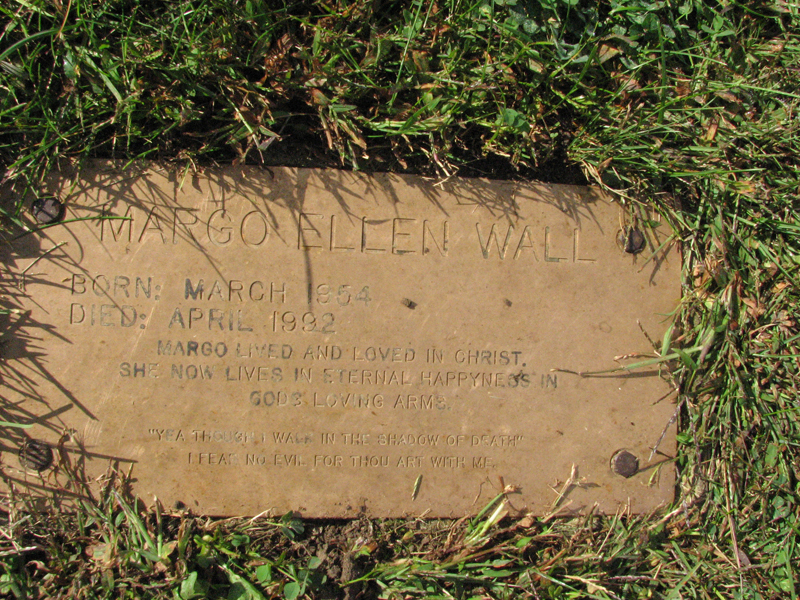 MARGO ELLEN WALL
BORN: MARCH 1954
DIED: APRIL 1992
MARGO LIVED AND LOVED IN CHRIST.
SHE NOW LIVES IN ETERNAL HAPPYNESS IN
GODS LOVING ARMS.
"YEA THOUGH I WALK IN THE SHADOW OF DEATH"
I FEAR NO EVIL FOR THOU ART WITH ME.